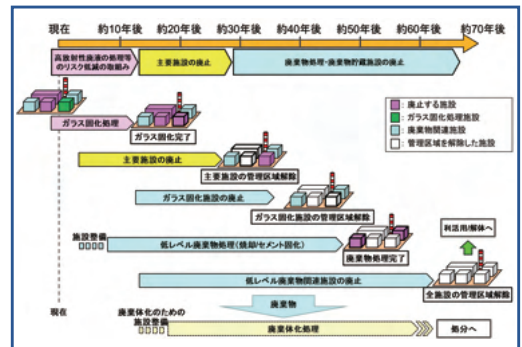 現在 約10年後 約20年後 約30年後 約40年後 約50年後 約60年後 約70年後
高放射性廃液の処理等
のリスク低減の取組み
主要施設の廃止
廃棄物処理・廃棄物貯蔵施設の廃止
:廃止する施設
:ガラス固化処理施設
:廃棄物関連施設
:管理区域を解除した施設
ガラス固化処理
ガラス固化完了
主要施設の廃止
主要施設の管理区域解除
ガラス固化施設の廃止
ガラス固化施設の管理区域解除
利活用/解体へ
施設整備
低レベル廃棄物処理(焼却/セメント固化)
廃棄物処理完了
低レベル廃棄物関連施設の廃止
全施設の管理区域解除
現在
廃棄物
廃棄体化のための
施設整備
廃棄体化処理
処分へ